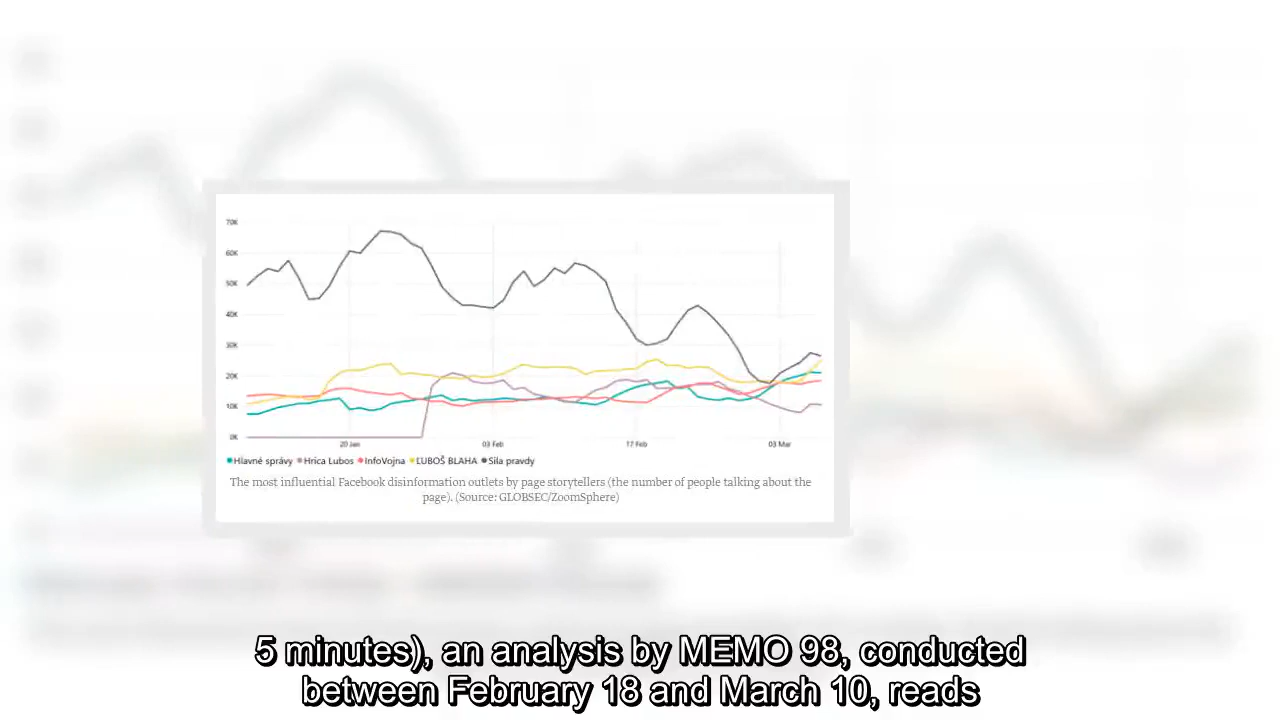 70K
60K
50K
40K
30K
20K
10K
0K
20 Jan
03 Feb
17 Feb
03 Mar
Hlavné správy Hrica Lubos InfoVojna ĽUBOŠ BLAHA Sila pravdy
The most influential Facebook disinformation outlets by page storytellers (the number of people talking about the
page). (Source: GLOBSEC/ZoomSphere)
5 minutes), an analysis by MEMO 98, conducted
between February 18 and March 10, reads